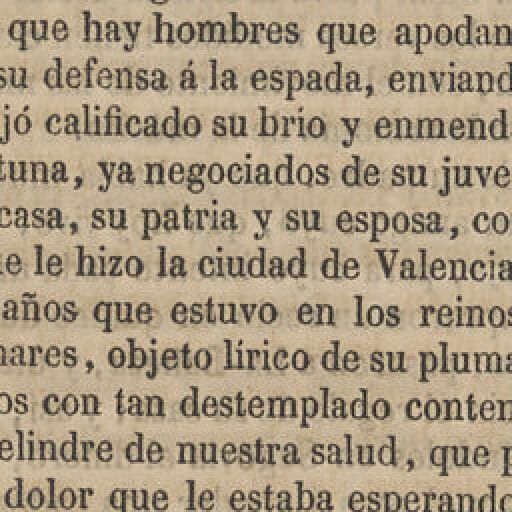 que hay hombres que apodan
su defensa á la espada, enviand
jó calificado su brio y enmend
tuna, ya negociados de su juve
casa, su patria y su esposa, co
ue le hizo la ciudad de Valencia
años que estuvo en los reinos
nares, objeto lírico de su pluma
os con tan destemplado conten
elindre de nuestra salud, que p
dolor que le estaba esperando